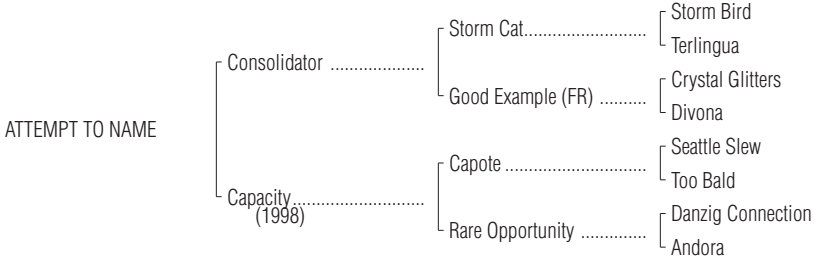 Storm Bird
Storm Cat........................
Terlingua
Consolidator ....................
Crystal Glitters
Good Example (FR) ..........
Divona
ATTEMPT TO NAME
Seattle Slew
Capote ...........................
Too Bald
Capacity............................
(1998)
Danzig Connection
Rare Opportunity ..............
Andora